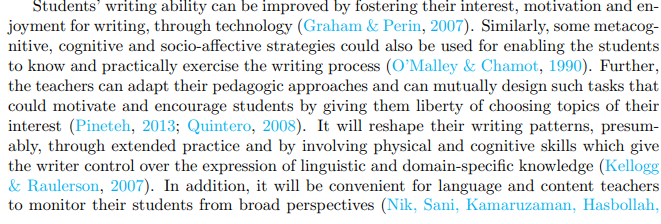 Students' writing ability can be improved by fostering their interest, motivation and en-
joyment for writing, through technology (Graham & Perin, 2007). Similarly, some metacog-
nitive, cognitive and socio-affective strategies could also be used for enabling the students
to know and practically exercise the writing process (O'Malley & Chamot, 1990). Further,
the teachers can adapt their pedagogic approaches and can mutually design such tasks that
could motivate and encourage students by giving them liberty of choosing topics of their
interest (Pineteh, 2013; Quintero, 2008). It will reshape their writing patterns, presum-
ably, through extended practice and by involving physical and cognitive skills which give
the writer control over the expression of linguistic and domain-specific knowledge (Kellogg
& Raulerson, 2007). In addition, it will be convenient for language and content teachers
to monitor their students from broad perspectives (Nik, Sani, Kamaruzaman, Hasbollah,